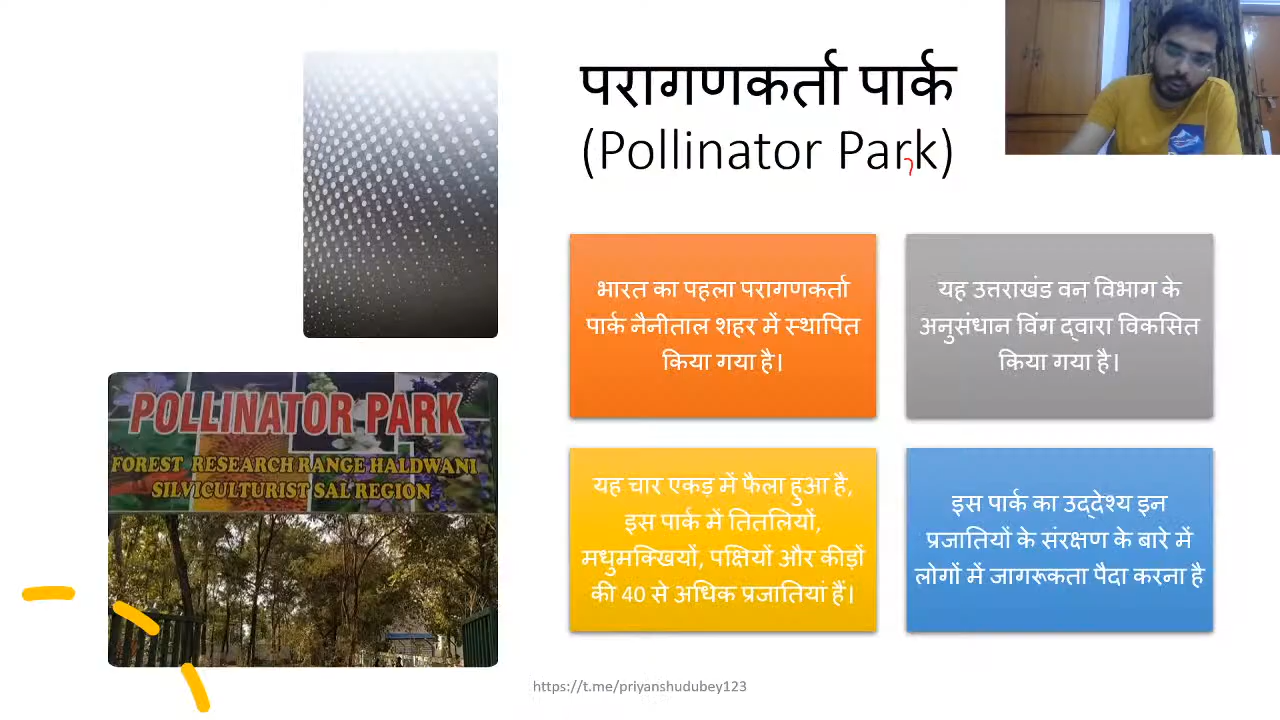 परागणकर्ता पार्क
(Pollinator Park)
भारत का पहला परागणकर्ता
पार्क नैनीताल शहर में स्थापित
किया गया है।
यह उत्तराखंड वन विभाग के
अनुसंधान विंग द्वारा विकसित
किया गया है।
यह चार एकड़ में फैला हुआ है,
इस पार्क में तितलियों,
मधुमक्खियों, पक्षियों और कीड़ों
की 40 से अधिक प्रजातियां हैं।
इस पार्क का उद्देश्य इन
प्रजातियों के संरक्षण के बारे में
लोगों में जागरूकता पैदा करना है
POLLINATOR PARK
FOREST RESEARCH RANGE HALDWANI
SILVICULTURIST SAL REGION
https://t.me/priyanshudubey123